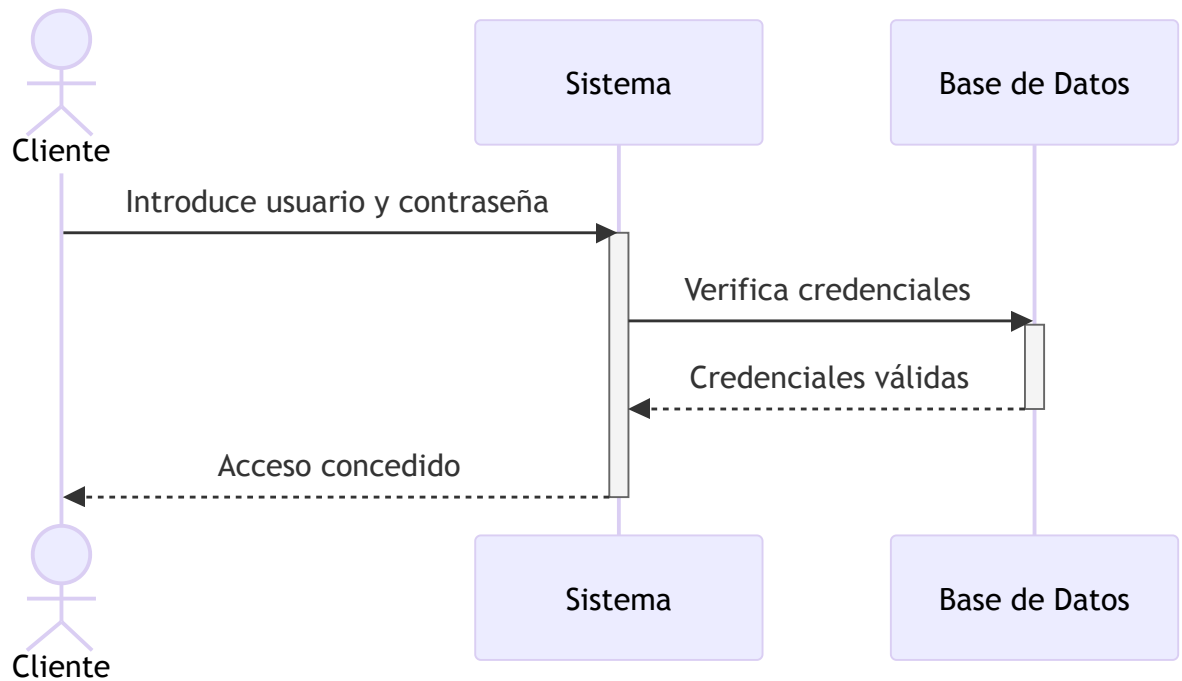 Sistema
Base de Datos
Cliente
Introduce usuario y contraseña
Verifica credenciales
Credenciales válidas
Acceso concedido
Sistema
Base de Datos
Cliente